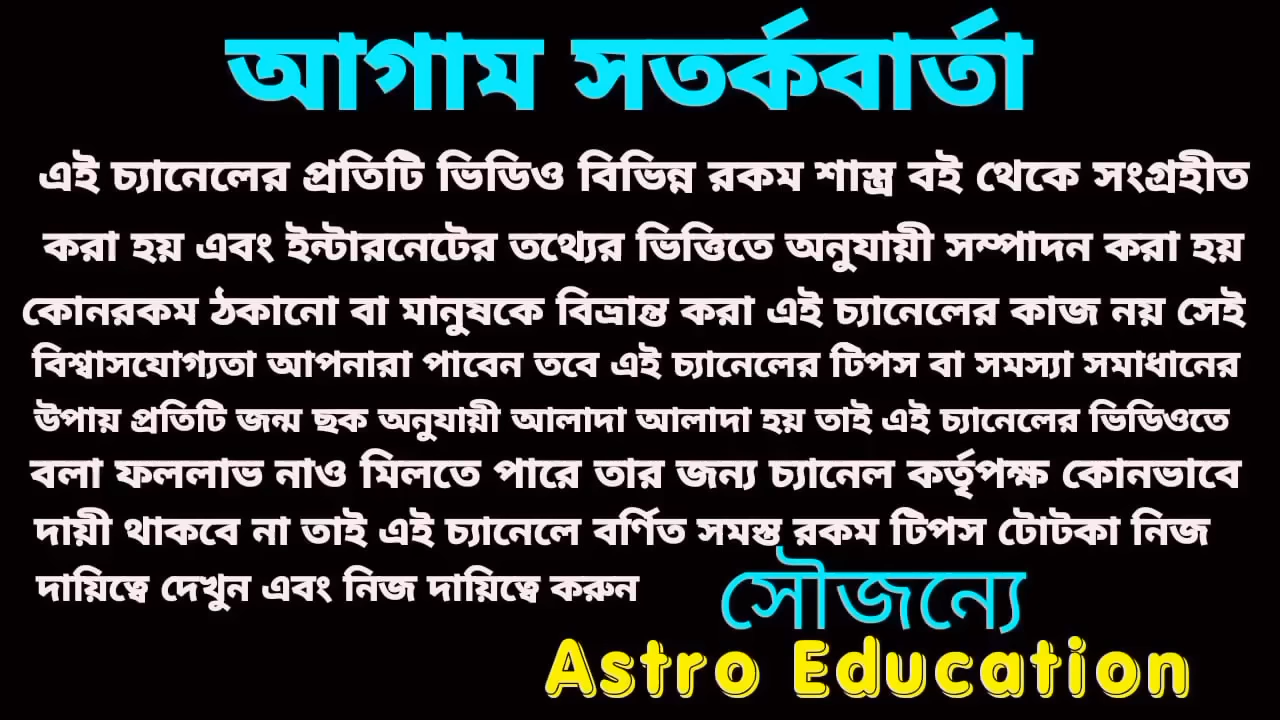 আগাম সতর্কবার্তা
এই চ্যানেলের প্রতিটি ভিডিও বিভিন্ন রকম শাস্ত্র বই থেকে সংগ্রহীত
করা হয় এবং ইন্টারনেটের তথ্যের ভিত্তিতে অনুযায়ী সম্পাদন করা হয়
কোনরকম ঠকানো বা মানুষকে বিভ্রান্ত করা এই চ্যানেলের কাজ নয় সেই
বিশ্বাসযোগ্যতা আপনারা পাবেন তবে এই চ্যানেলের টিপস বা সমস্যা সমাধানের
উপায় প্রতিটি জন্ম ছক অনুযায়ী আলাদা আলাদা হয় তাই এই চ্যানেলের ভিডিওতে
বলা ফললাভ নাও মিলতে পারে তার জন্য চ্যানেল কর্তৃপক্ষ কোনভাবে
দায়ী থাকবে না তাই এই চ্যানেলে বর্ণিত সমস্ত রকম টিপস টোটকা নিজ
দায়িত্বে দেখুন এবং নিজ দায়িত্বে করুন
সৌজন্যে
Astro Education